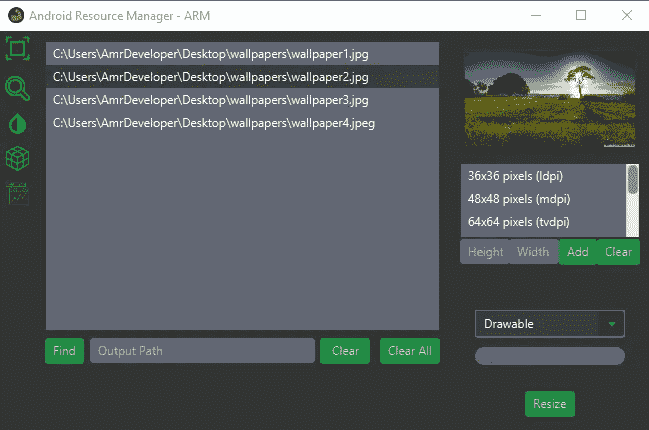 Android Resource Manager - ARM
C:\Users\AmrDeveloper\Desktop\wallpapers\wallpaper1.jpg
C:\Users\AmrDeveloper\Desktop\wallpapers\wallpaper2.jpg
C:\Users\AmrDeveloper\Desktop\wallpapers\wallpaper3.jpg
C:\Users\AmrDeveloper\Desktop\wallpapers\wallpaper4.jpeg
36x36 pixels (ldpi)
48x48 pixels (mdpi)
64x64 pixels (tvdpi)
Height Width Add Clear
Drawable
Find Output Path Clear Clear All
Resize